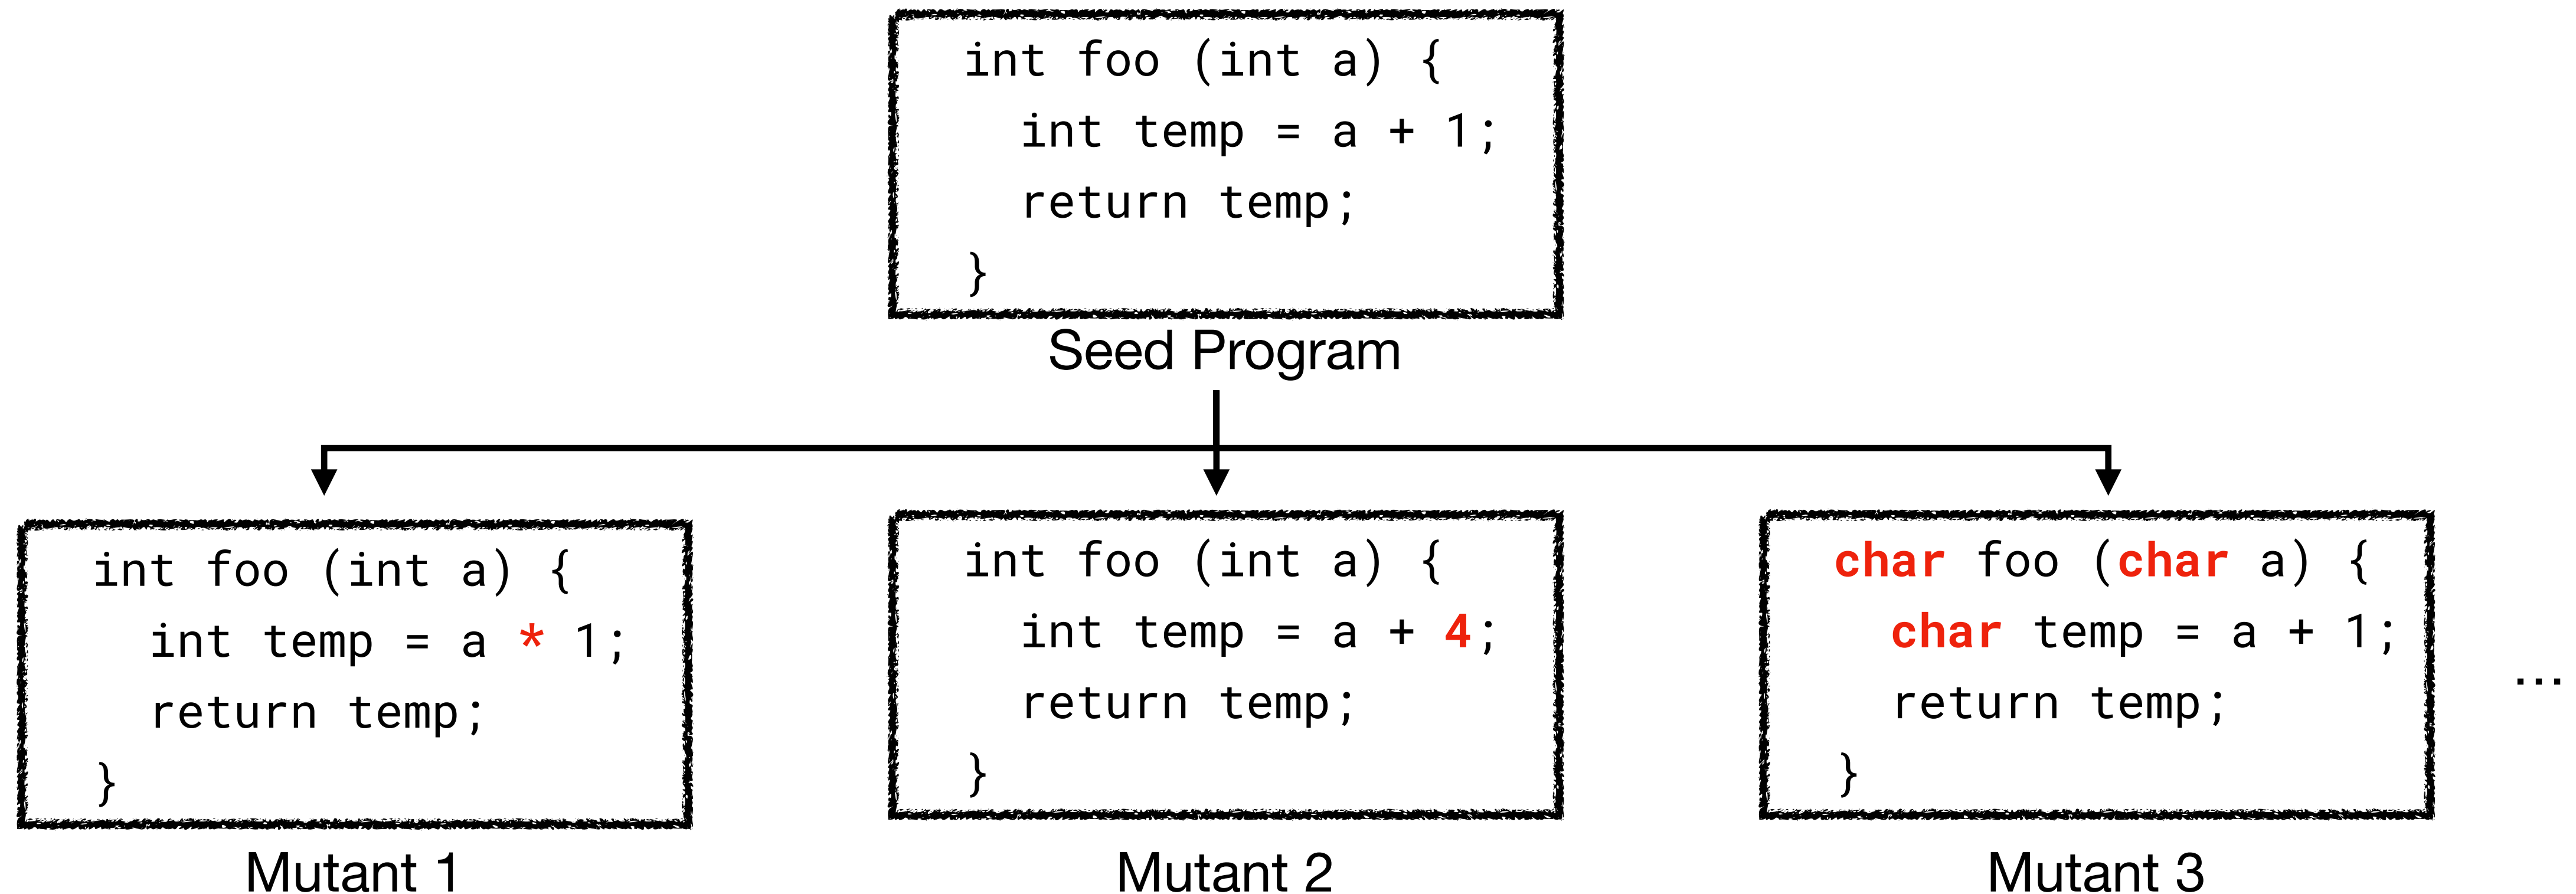 int foo (int a) {
  int temp = a + 1;
  return temp;
}
Seed Program
int foo (int a) {
  int temp = a * 1;
  return temp;
}
Mutant 1
int foo (int a) {
  int temp = a + 4;
  return temp;
}
Mutant 2
char foo (char a) {
  char temp = a + 1;
  return temp;
}
Mutant 3
...